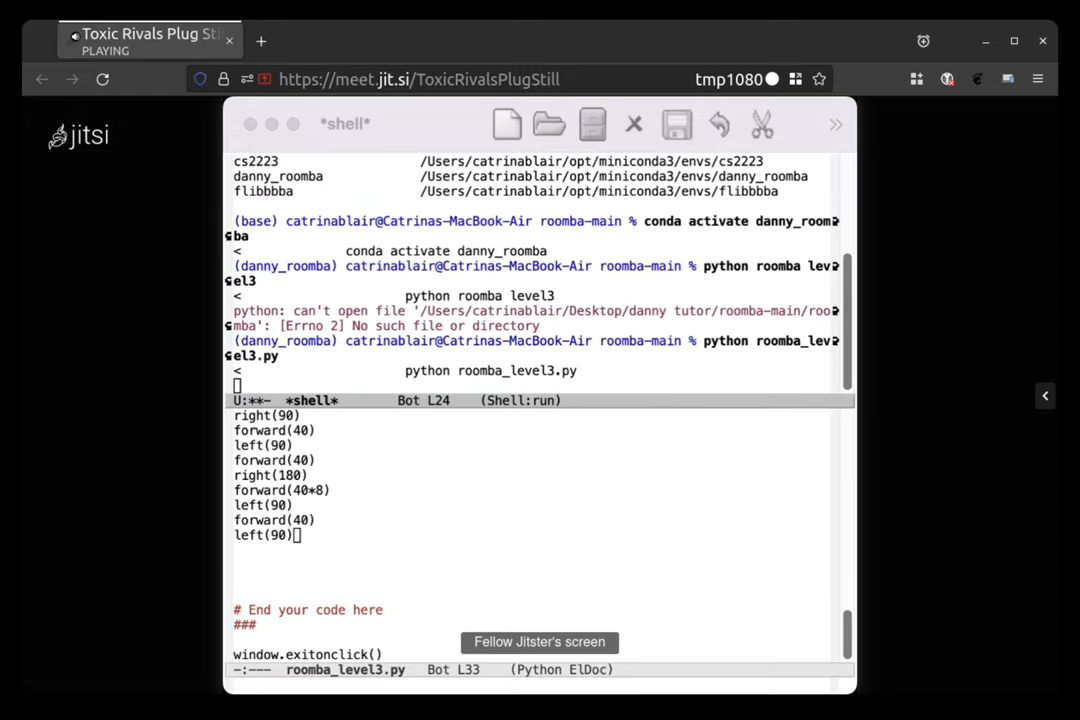 Toxic Rivals Plug Sti
PLAYING
https://meet.jit.si/ToxicRivalsPlugStill
tmp1080
jitsi
*shell*
cs2223 /Users/catrinablair/opt/miniconda3/envs/cs2223
danny_roomba /Users/catrinablair/opt/miniconda3/envs/danny_roomba
flibbbba /Users/catrinablair/opt/miniconda3/envs/flibbbba
(base) catrinablair@Catrinas-MacBook-Air roomba-main % conda activate danny_room
ba
< conda activate danny_roomba
(danny_roomba) catrinablair@Catrinas-MacBook-Air roomba-main % python roomba lev
el3
< python roomba level3
python: can't open file '/Users/catrinablair/Desktop/danny tutor/roomba-main/roo
mba': [Errno 2] No such file or directory
(danny_roomba) catrinablair@Catrinas-MacBook-Air roomba-main % python roomba_lev
el3.py
< python roomba_level3.py
U:**- *shell* Bot L24 (Shell:run)
right(90)
forward(40)
left(90)
forward(40)
right(180)
forward(40*8)
left(90)
forward(40)
left(90)
# End your code here
###
Fellow Jitster's screen
window.exitonclick()
-:--- roomba_level3.py Bot L33 (Python ElDoc)